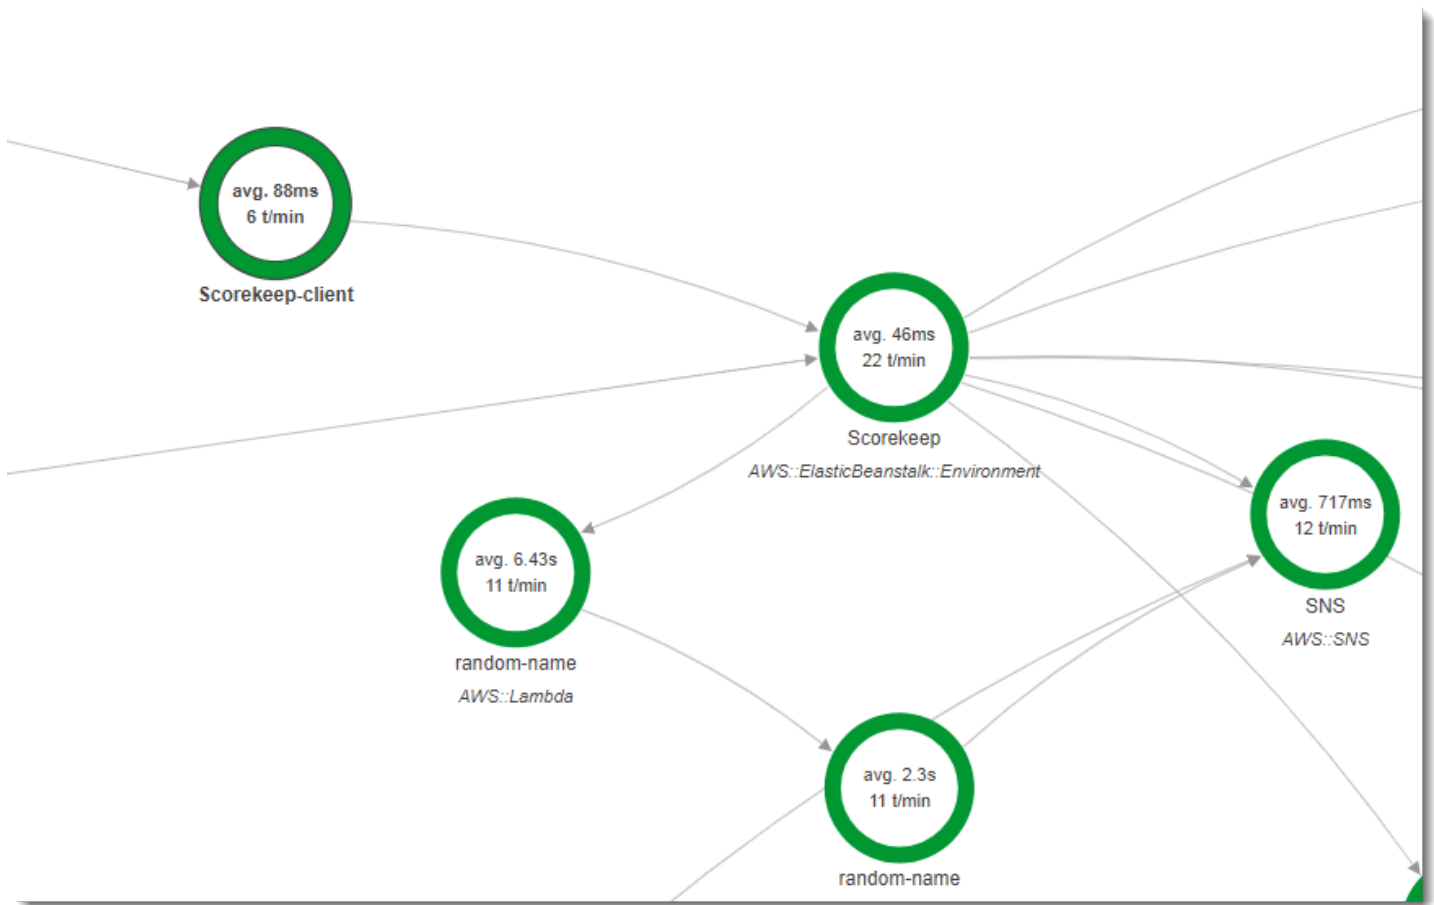 avg. 88ms
6 t/min
Scorekeep-client
avg. 46ms
22 t/min
Scorekeep
AWS::ElasticBeanstalk::Environment
avg. 717ms
12 t/min
SNS
AWS::SNS
avg. 6.43s
11 t/min
random-name
AWS::Lambda
avg. 2.3s
11 t/min
random-name